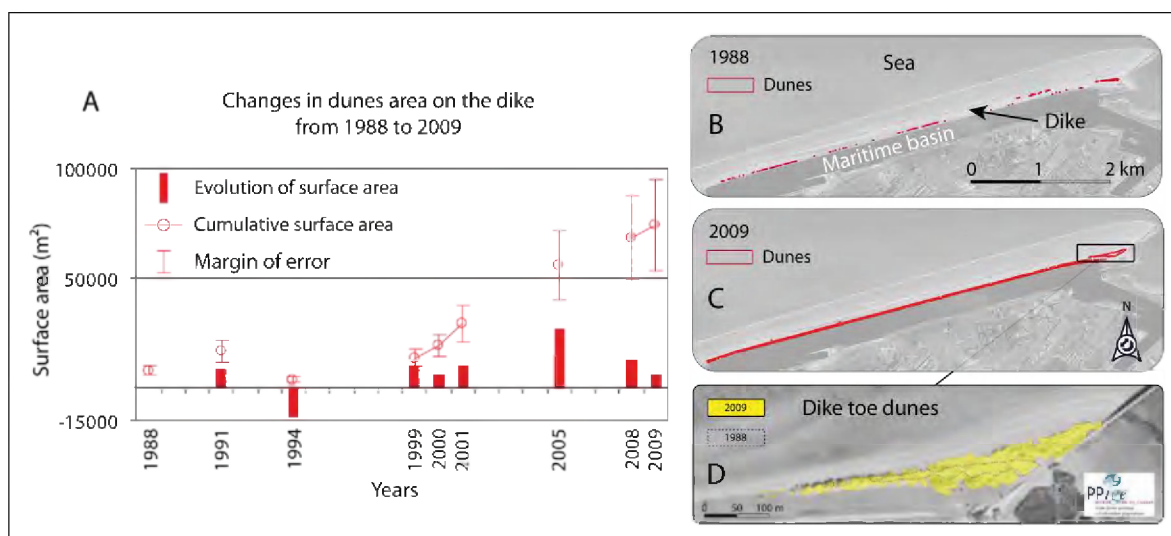 A
Changes in dunes area on the dike
from 1988 to 2009
Surface area (m²)
100000
50000
-15000
Evolution of surface area
Cumulative surface area
Margin of error
1988
1991
1994
1999
2000
2001
2005
2008
2009
Years
1988
Dunes
B
Sea
Dike
Maritime basin
0 1 2 km
2009
Dunes
C
N
2009
1988
Dike toe dunes
D
0 50 100 m